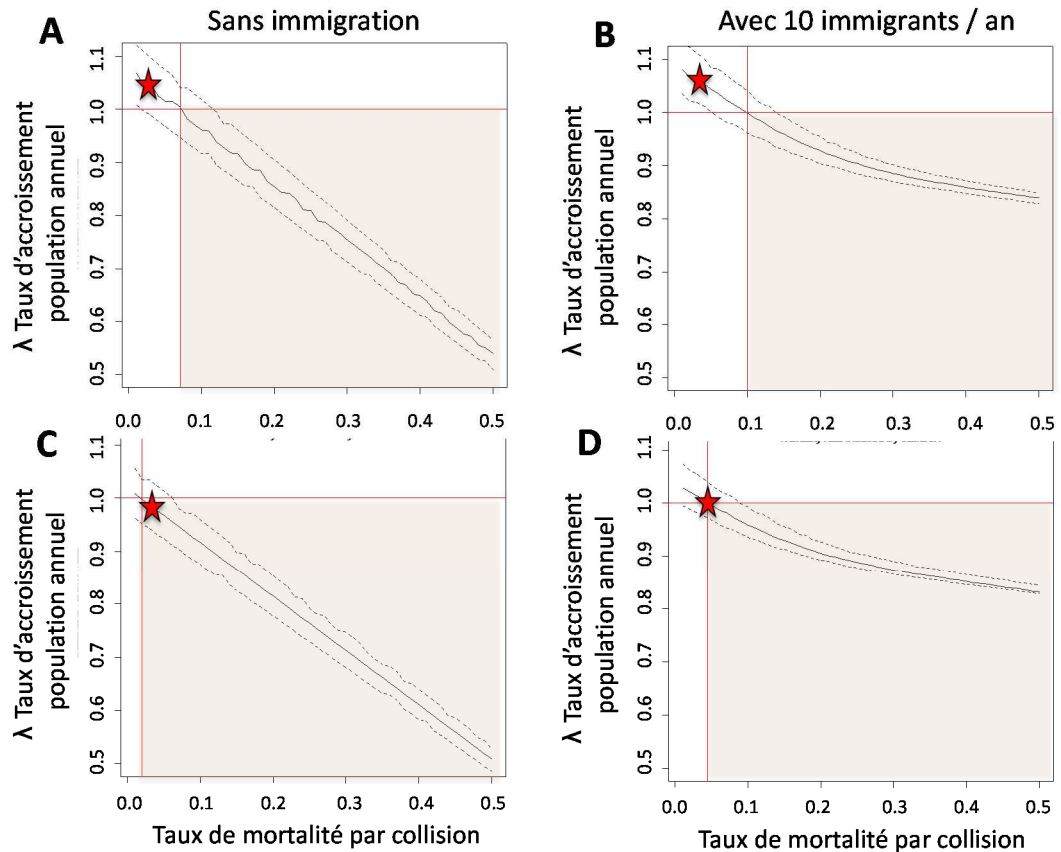 A
Sans immigration
λ Taux d'accroissement
population annuel
1.1
1.0
0.9
0.8
0.7
0.6
0.5
0.0 0.1 0.2 0.3 0.4 0.5
B
Avec 10 immigrants / an
λ Taux d'accroissement
population annuel
1.1
1.0
0.9
0.8
0.7
0.6
0.5
0.0 0.1 0.2 0.3 0.4 0.5
C
λ Taux d'accroissement
population annuel
1.1
1.0
0.9
0.8
0.7
0.6
0.5
0.0 0.1 0.2 0.3 0.4 0.5
Taux de mortalité par collision
D
λ Taux d'accroissement
population annuel
1.1
1.0
0.9
0.8
0.7
0.6
0.5
0.0 0.1 0.2 0.3 0.4 0.5
Taux de mortalité par collision